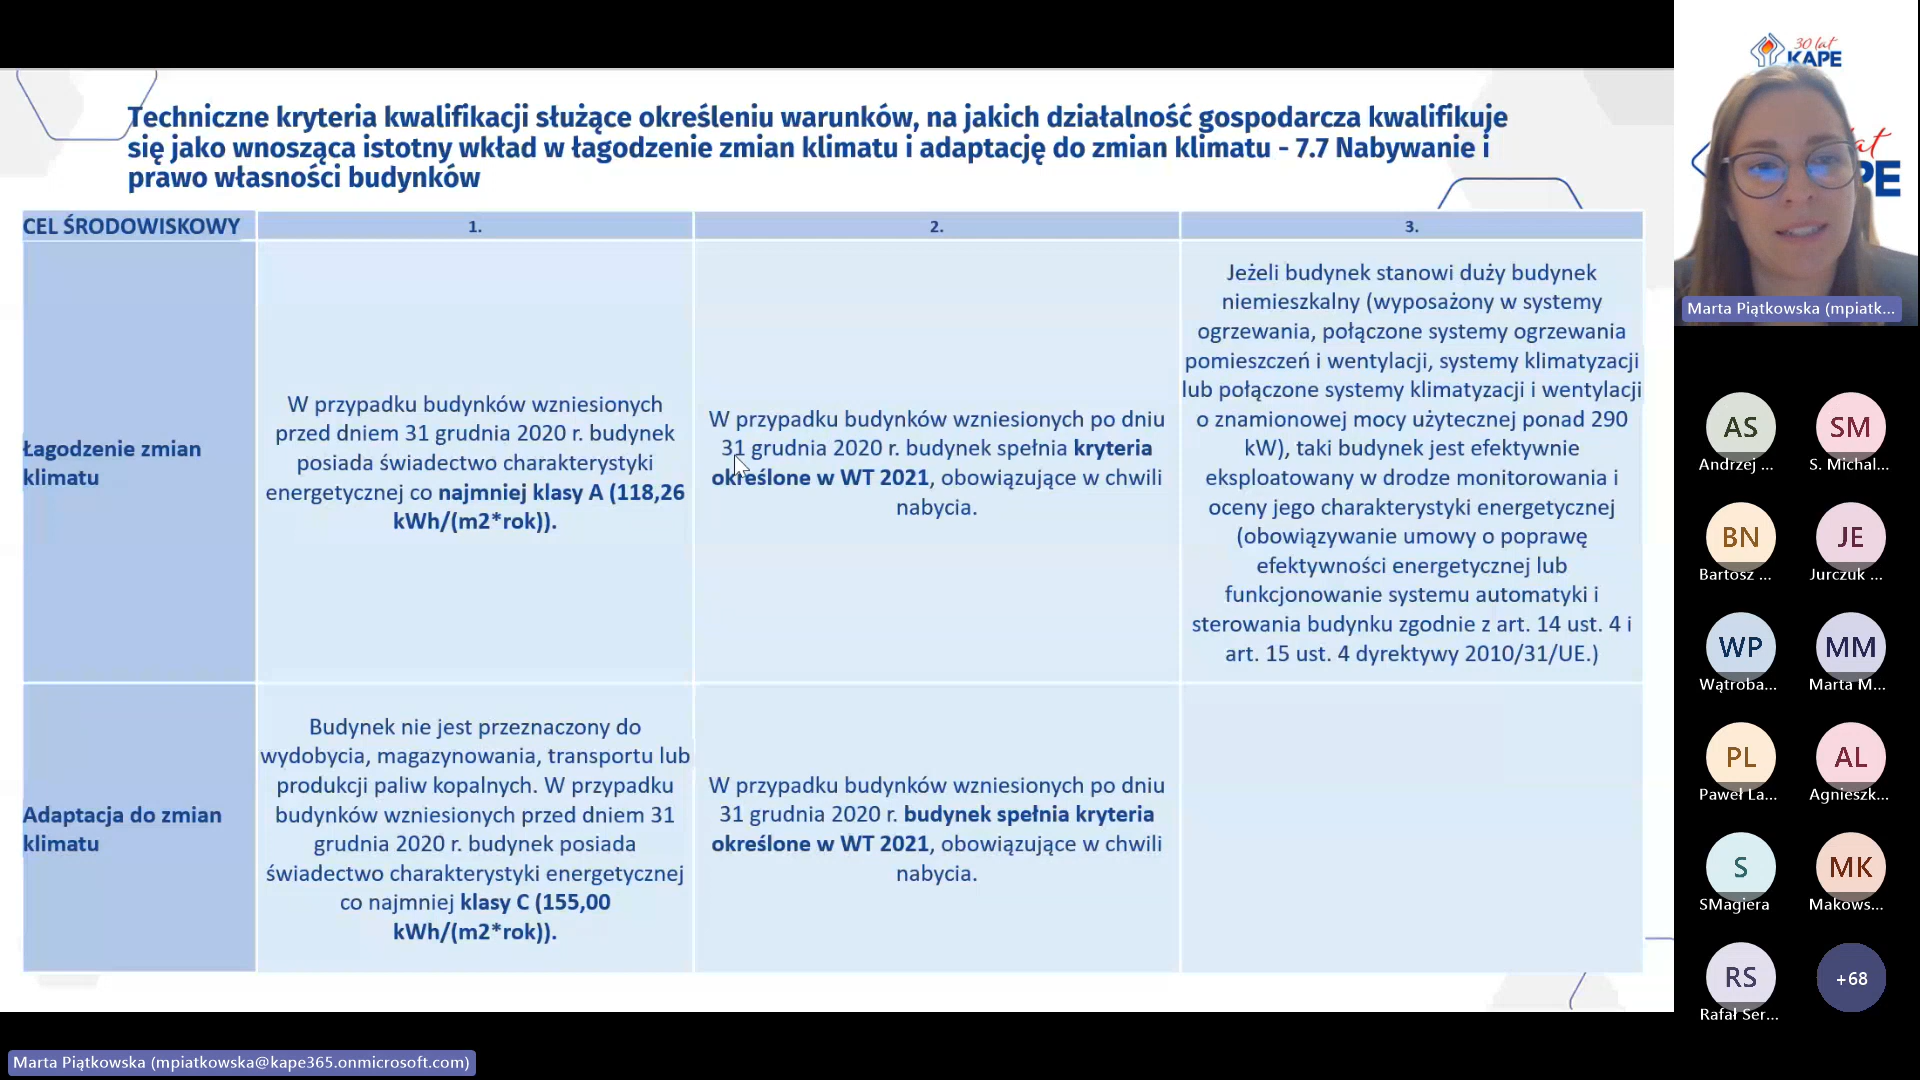 Techniczne kryteria kwalifikacji służące określeniu warunków, na jakich działalność gospodarcza kwalifikuje
się jako wnosząca istotny wkład w łagodzenie zmian klimatu i adaptację do zmian klimatu - 7.7 Nabywanie i
prawo własności budynków
CEL ŚRODOWISKOWY
1.
2.
3.
Łagodzenie zmian
klimatu
W przypadku budynków wzniesionych
przed dniem 31 grudnia 2020 r. budynek
posiada świadectwo charakterystyki
energetycznej co najmniej klasy A (118,26
kWh/(m2*rok)).
W przypadku budynków wzniesionych po dniu
31 grudnia 2020 r. budynek spełnia kryteria
określone w WT 2021, obowiązujące w chwili
nabycia.
Jeżeli budynek stanowi duży budynek
niemieszkalny (wyposażony w systemy
ogrzewania, połączone systemy ogrzewania
pomieszczeń i wentylacji, systemy klimatyzacji
lub połączone systemy klimatyzacji i wentylacji
o znamionowej mocy użytecznej ponad 290
kW), taki budynek jest efektywnie
eksploatowany w drodze monitorowania i
oceny jego charakterystyki energetycznej
(obowiązywanie umowy o poprawę
efektywności energetycznej lub
funkcjonowanie systemu automatyki i
sterowania budynku zgodnie z art. 14 ust. 4 i
art. 15 ust. 4 dyrektywy 2010/31/UE.)
Adaptacja do zmian
klimatu
Budynek nie jest przeznaczony do
wydobycia, magazynowania, transportu lub
produkcji paliw kopalnych. W przypadku
budynków wzniesionych przed dniem 31
grudnia 2020 r. budynek posiada
świadectwo charakterystyki energetycznej
co najmniej klasy C (155,00
kWh/(m2*rok)).
W przypadku budynków wzniesionych po dniu
31 grudnia 2020 r. budynek spełnia kryteria
określone w WT 2021, obowiązujące w chwili
nabycia.
30 lat
KAPE
Marta Piątkowska (mpiatk...
AS
Andrzej ...
SM
S. Michal...
BN
Bartosz ...
JE
Jurczuk ...
WP
Wątroba...
MM
Marta M...
PL
Paweł La...
AL
Agnieszk...
S
SMagiera
MK
Makows...
RS
Rafał Ser...
+68
Marta Piątkowska (mpiatkowska@kape365.onmicrosoft.com)